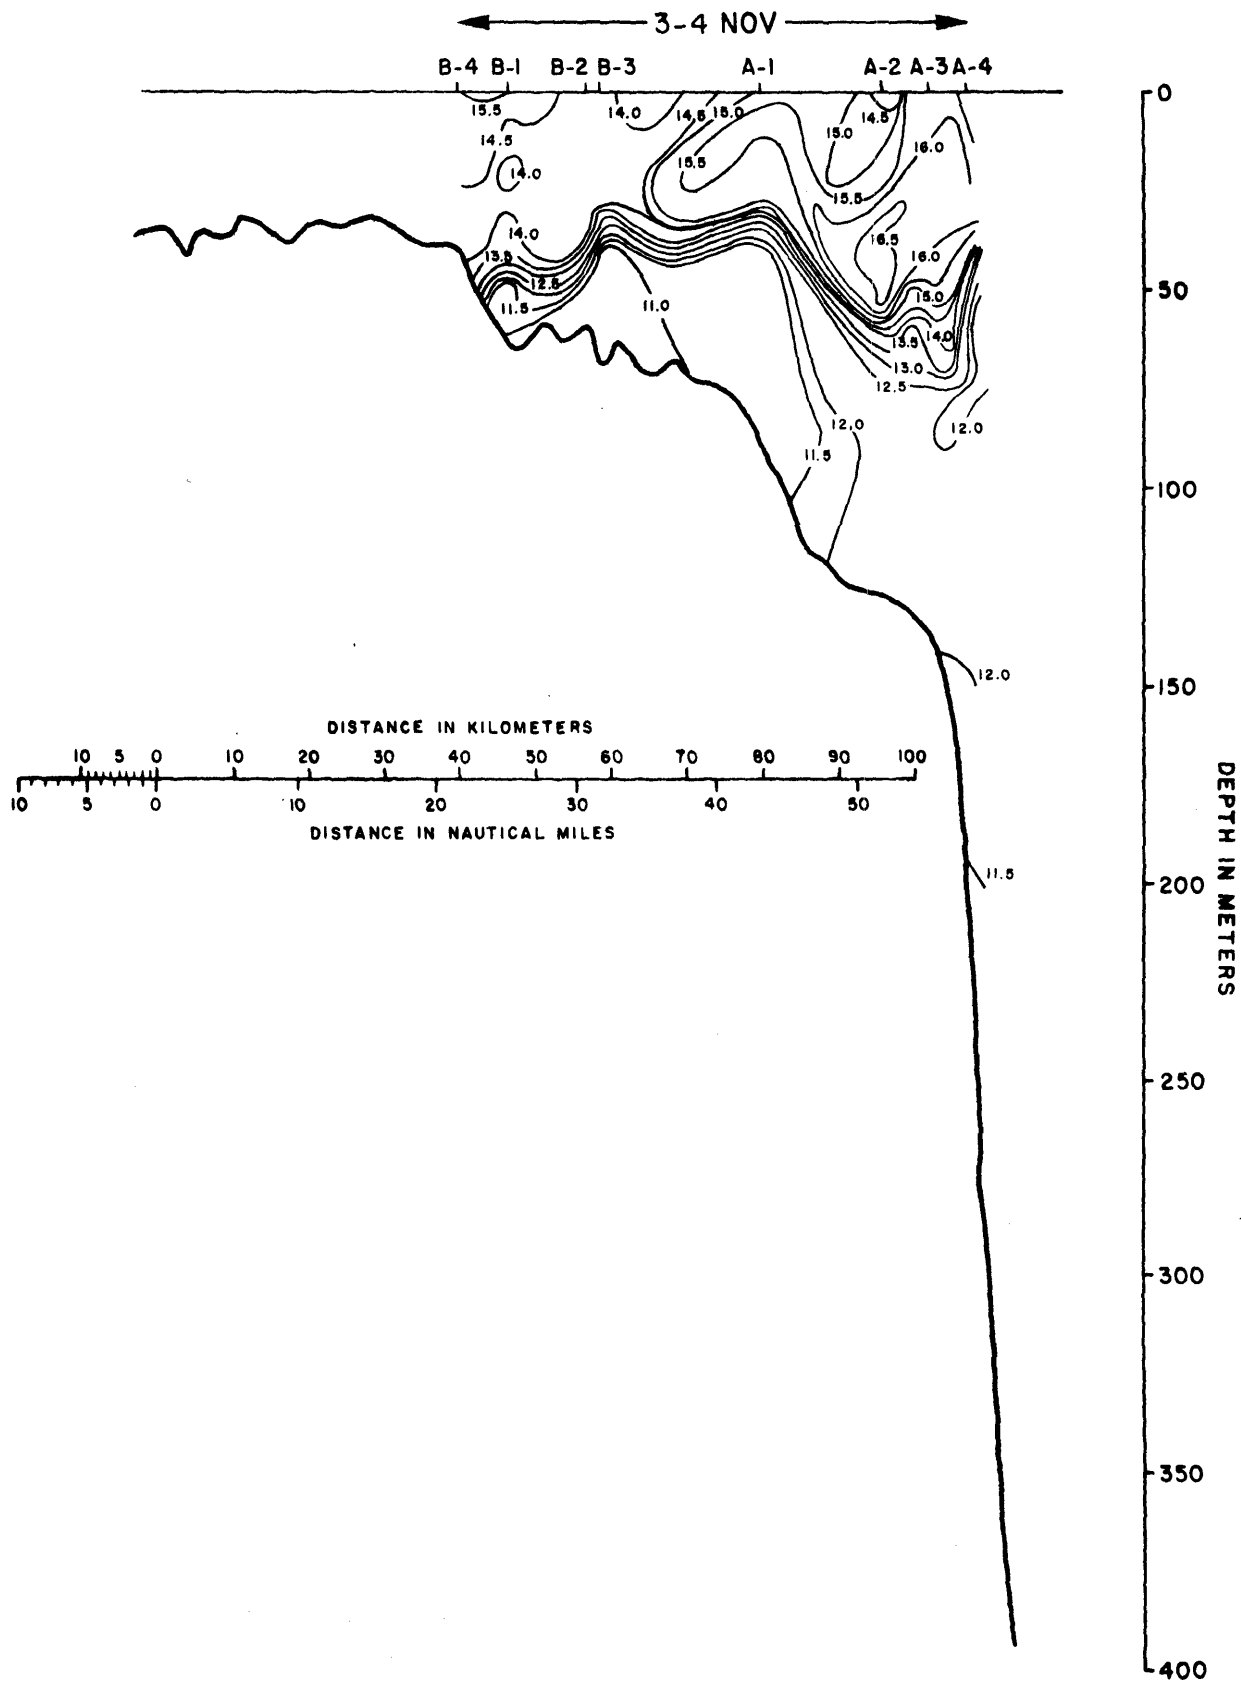 3-4 NOV
B-4 B-1 B-2 B-3 A-1 A-2 A-3 A-4
0
15.5 14.0 14.5 15.0 15.0 14.5
14.5 15.5 16.0
14.0 15.5
14.0 16.5
13.5 16.0
12.5 50
11.5 11.0 15.0
14.0
13.5
13.0
12.5
12.0 12.0
11.5
100
12.0
150
DISTANCE IN KILOMETERS
10 5 0 10 20 30 40 50 60 70 80 90 100
10 5 0 10 20 30 40 50
DISTANCE IN NAUTICAL MILES
11.5
200
DEPTH IN METERS
250
300
350
400